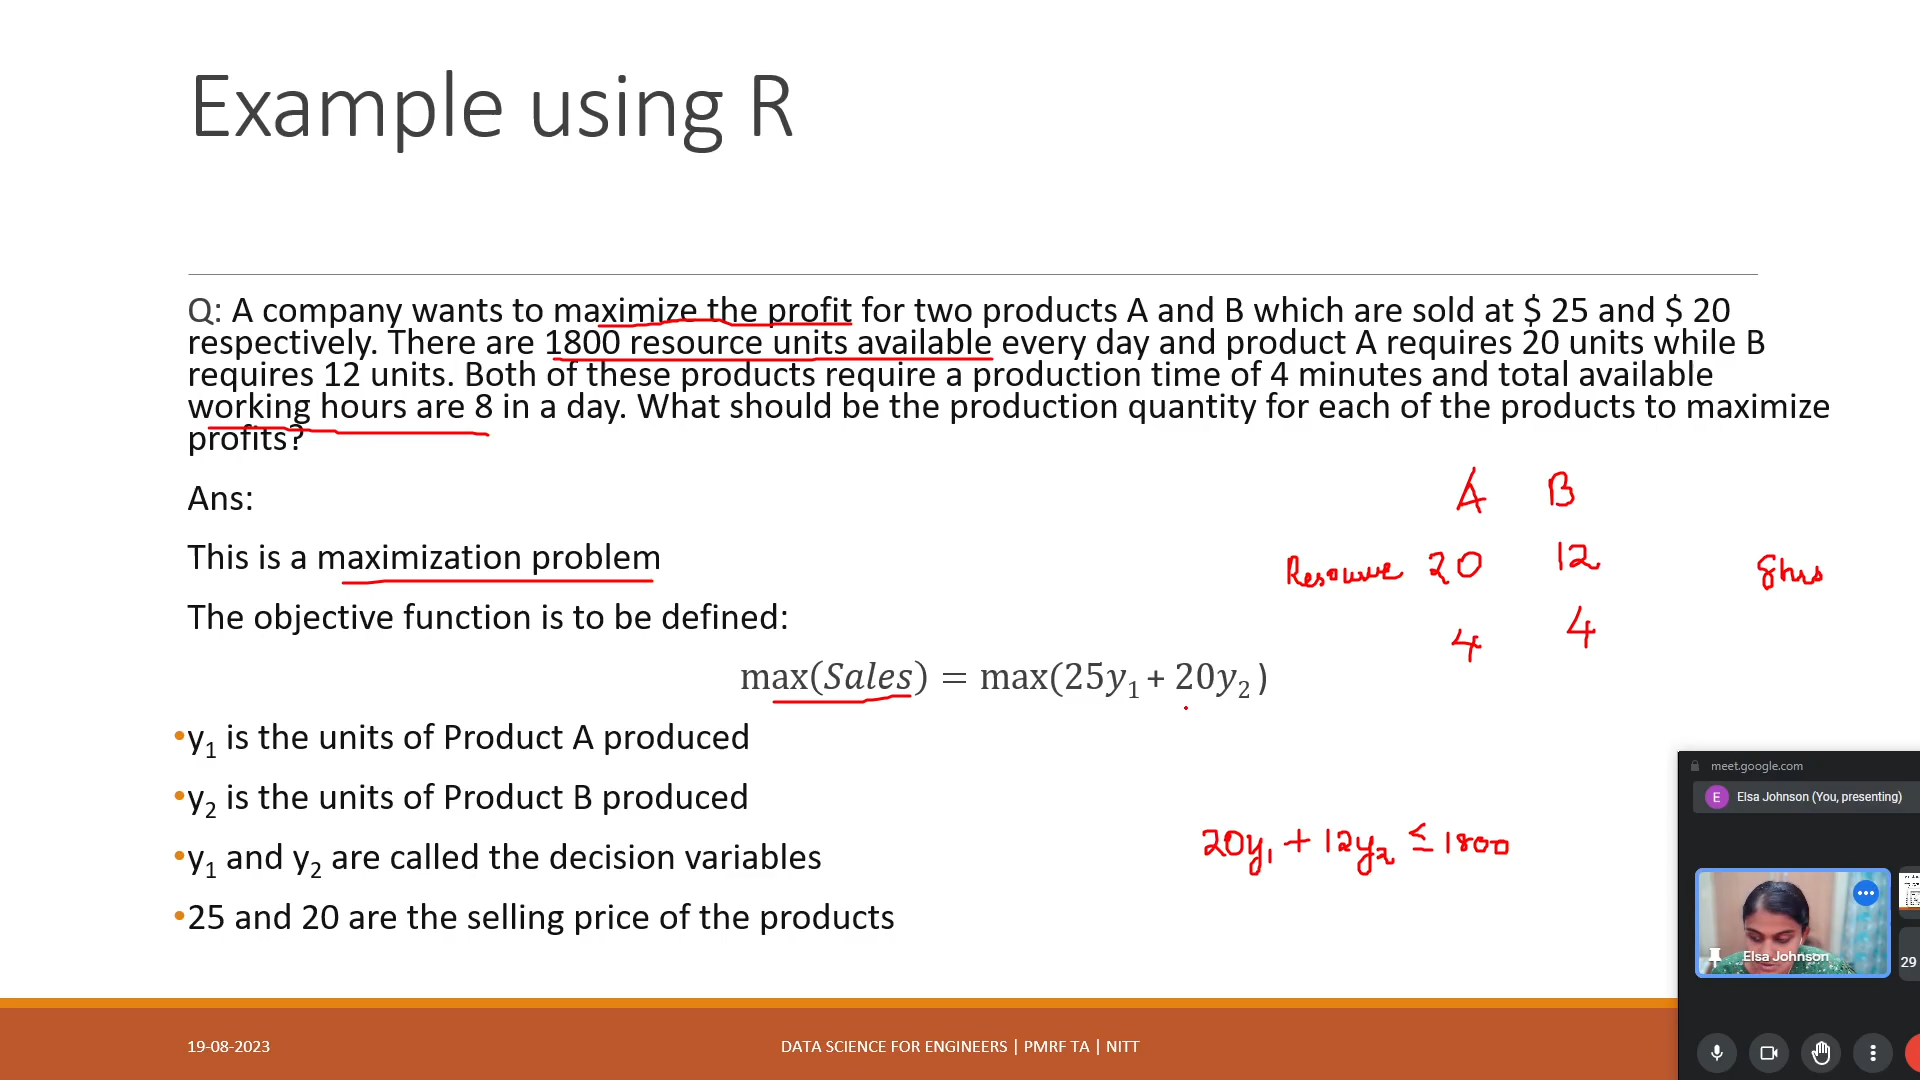 Example using R
Q: A company wants to maximize the profit for two products A and B which are sold at $ 25 and $ 20
respectively. There are 1800 resource units available every day and product A requires 20 units while B
requires 12 units. Both of these products require a production time of 4 minutes and total available
working hours are 8 in a day. What should be the production quantity for each of the products to maximize
profits?
Ans:
A B
This is a maximization problem
Resource 20 12 8hrs
The objective function is to be defined:
4 4
max(Sales) = max(25y₁ + 20y₂ )
•y₁ is the units of Product A produced
•y₂ is the units of Product B produced
•y₁ and y₂ are called the decision variables
20y₁ + 12y₂ ≤ 1800
•25 and 20 are the selling price of the products
meet.google.com
E Elsa Johnson (You, presenting)
Elsa Johnson
29
19-08-2023
DATA SCIENCE FOR ENGINEERS | PMRF TA | NITT